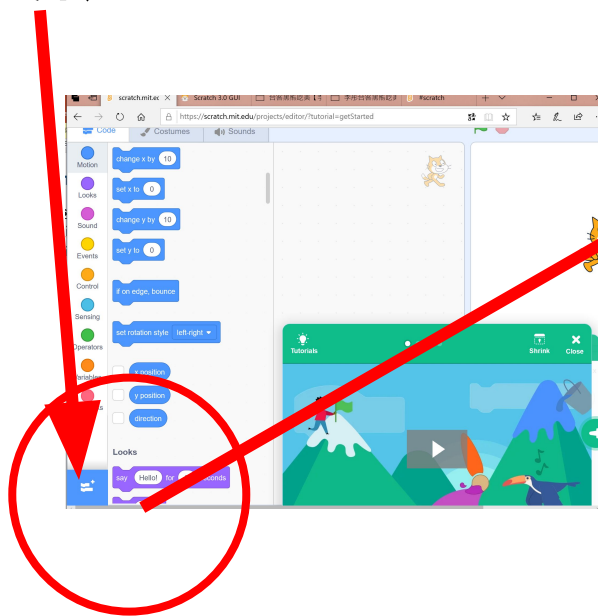 scratch.mit.ec
Scratch 3.0 GUI
#scratch
https://scratch.mit.edu/projects/editor/?tutorial=getStarted
Code
Costumes
Sounds
Motion
Looks
Sound
Events
Control
Sensing
Operators
Variables
change x by 10
set x to 0
change y by 10
set y to 0
if on edge, bounce
set rotation style left-right
x position
y position
direction
Looks
say Hello! for seconds
Tutorials
Shrink
Close